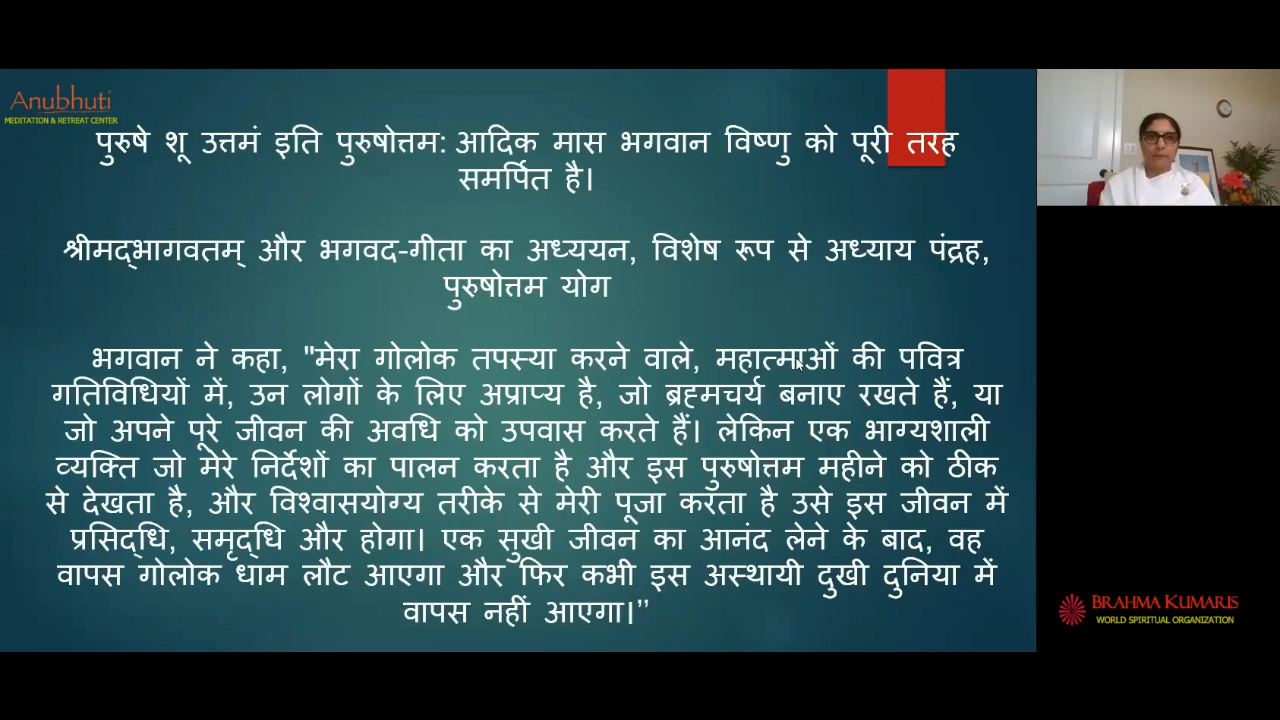 Anubhuti
MEDITATION & RETREAT CENTER
पुरुषे शू उत्तमं इति पुरुषोत्तम: आदिक मास भगवान विष्णु को पूरी तरह
समर्पित है।
श्रीमद्भागवतम् और भगवद-गीता का अध्ययन, विशेष रूप से अध्याय पंद्रह,
पुरुषोत्तम योग
भगवान ने कहा, "मेरा गोलोक तपस्या करने वाले, महात्माओं की पवित्र
गतिविधियों में, उन लोगों के लिए अप्राप्य है, जो ब्रह्मचर्य बनाए रखते हैं, या
जो अपने पूरे जीवन की अवधि को उपवास करते हैं। लेकिन एक भाग्यशाली
व्यक्ति जो मेरे निर्देशों का पालन करता है और इस पुरुषोत्तम महीने को ठीक
से देखता है, और विश्वासयोग्य तरीके से मेरी पूजा करता है उसे इस जीवन में
प्रसिद्धि, समृद्धि और होगा। एक सुखी जीवन का आनंद लेने के बाद, वह
वापस गोलोक धाम लौट आएगा और फिर कभी इस अस्थायी दुखी दुनिया में
वापस नहीं आएगा।’’
BRAHMA KUMARIS
WORLD SPIRITUAL ORGANIZATION